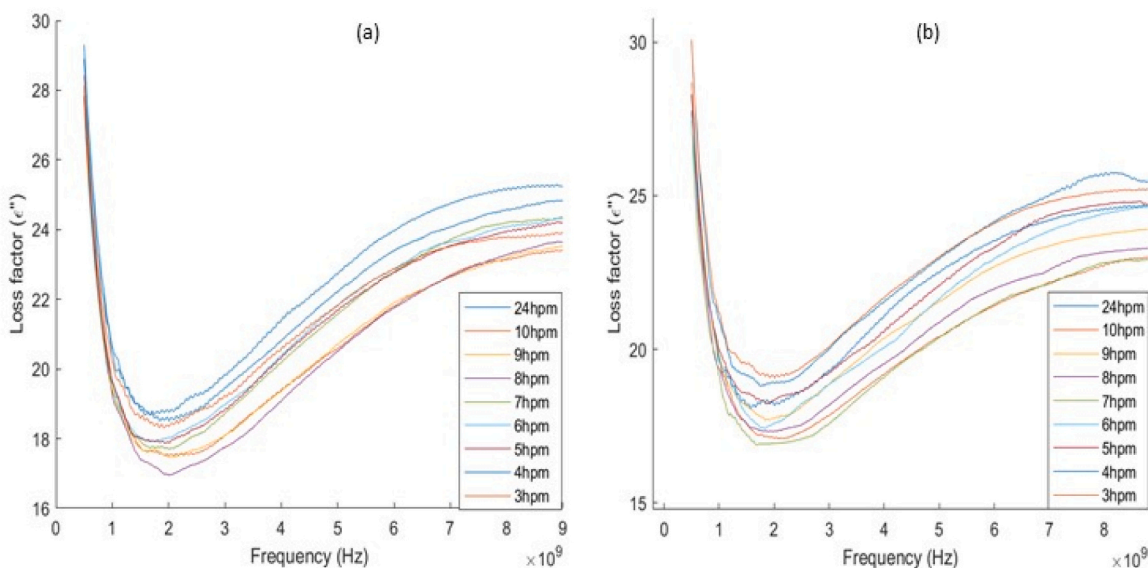 (a)
30
28
26
24
22
20
18
16
Loss factor (ϵ'')
0 1 2 3 4 5 6 7 8 9
Frequency (Hz)
×10⁹
24hpm
10hpm
9hpm
8hpm
7hpm
6hpm
5hpm
4hpm
3hpm
(b)
30
25
20
15
Loss factor (ϵ'')
0 1 2 3 4 5 6 7 8
Frequency (Hz)
×10⁹
24hpm
10hpm
9hpm
8hpm
7hpm
6hpm
5hpm
4hpm
3hpm